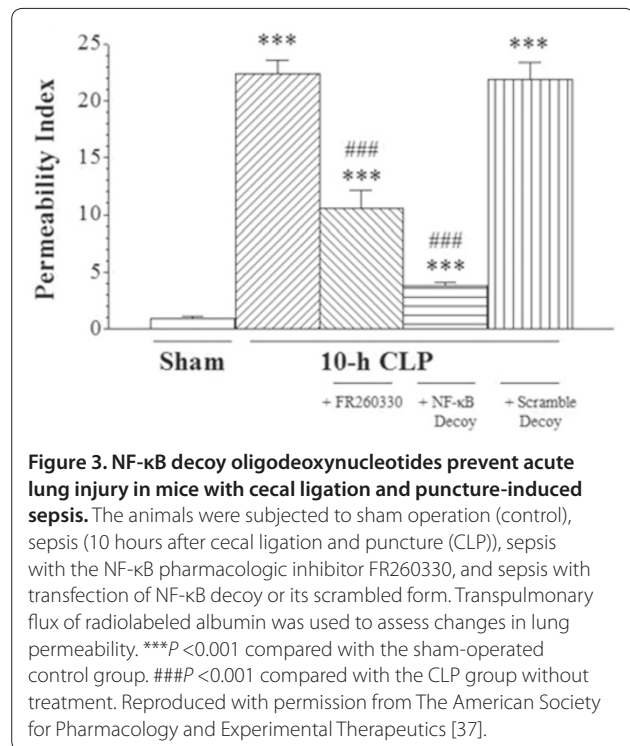 25
***
***
20
Permeability Index
15
###
***
10
###
***
5
0
Sham
10-h CLP
+ FR260330
+ NF-κB
Decoy
+ Scramble
Decoy
Figure 3. NF-κB decoy oligodeoxynucleotides prevent acute
lung injury in mice with cecal ligation and puncture-induced
sepsis. The animals were subjected to sham operation (control),
sepsis (10 hours after cecal ligation and puncture (CLP)), sepsis
with the NF-κB pharmacologic inhibitor FR260330, and sepsis with
transfection of NF-κB decoy or its scrambled form. Transpulmonary
flux of radiolabeled albumin was used to assess changes in lung
permeability. ***P <0.001 compared with the sham-operated
control group. ###P <0.001 compared with the CLP group without
treatment. Reproduced with permission from The American Society
for Pharmacology and Experimental Therapeutics [37].